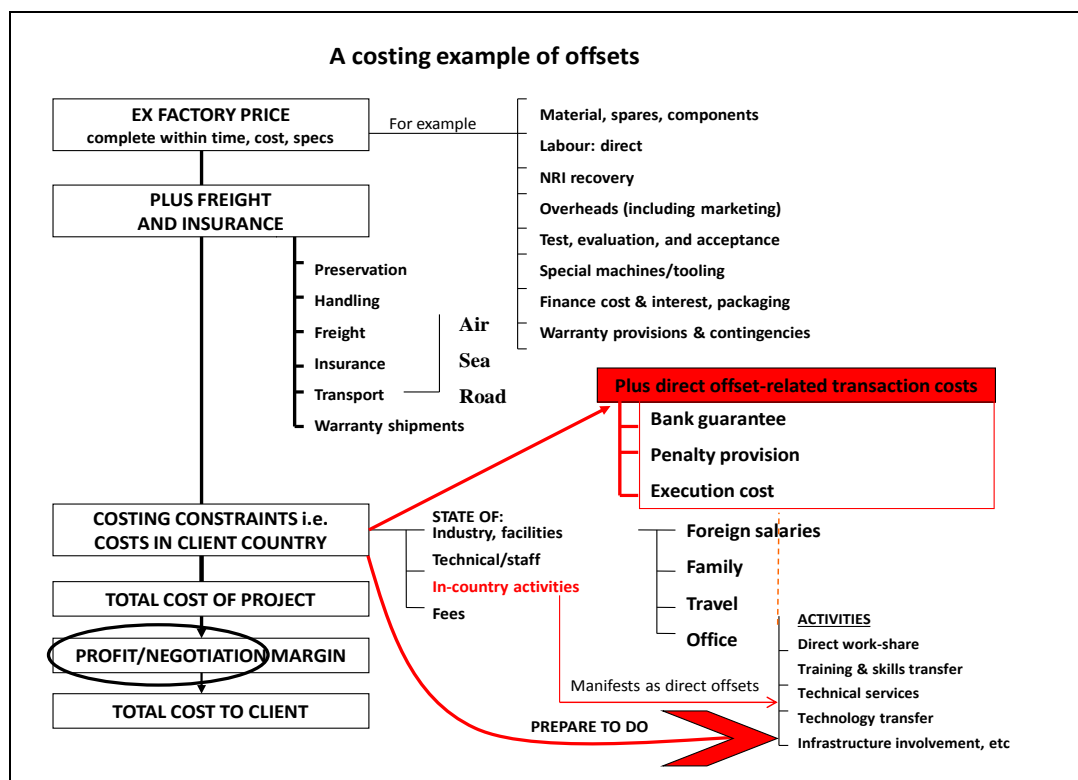 A costing example of offsets
EX FACTORY PRICE
complete within time, cost, specs
For example
Material, spares, components
Labour: direct
NRI recovery
Overheads (including marketing)
Test, evaluation, and acceptance
Special machines/tooling
Finance cost & interest, packaging
Warranty provisions & contingencies
PLUS FREIGHT
AND INSURANCE
Preservation
Handling
Freight
Insurance
Transport
Warranty shipments
Air
Sea
Road
Plus direct offset-related transaction costs
Bank guarantee
Penalty provision
Execution cost
COSTING CONSTRAINTS i.e.
COSTS IN CLIENT COUNTRY
STATE OF:
Industry, facilities
Technical/staff
In-country activities
Fees
Foreign salaries
Family
Travel
Office
TOTAL COST OF PROJECT
PROFIT/NEGOTIATION MARGIN
TOTAL COST TO CLIENT
Manifests as direct offsets
PREPARE TO DO
ACTIVITIES
Direct work-share
Training & skills transfer
Technical services
Technology transfer
Infrastructure involvement, etc